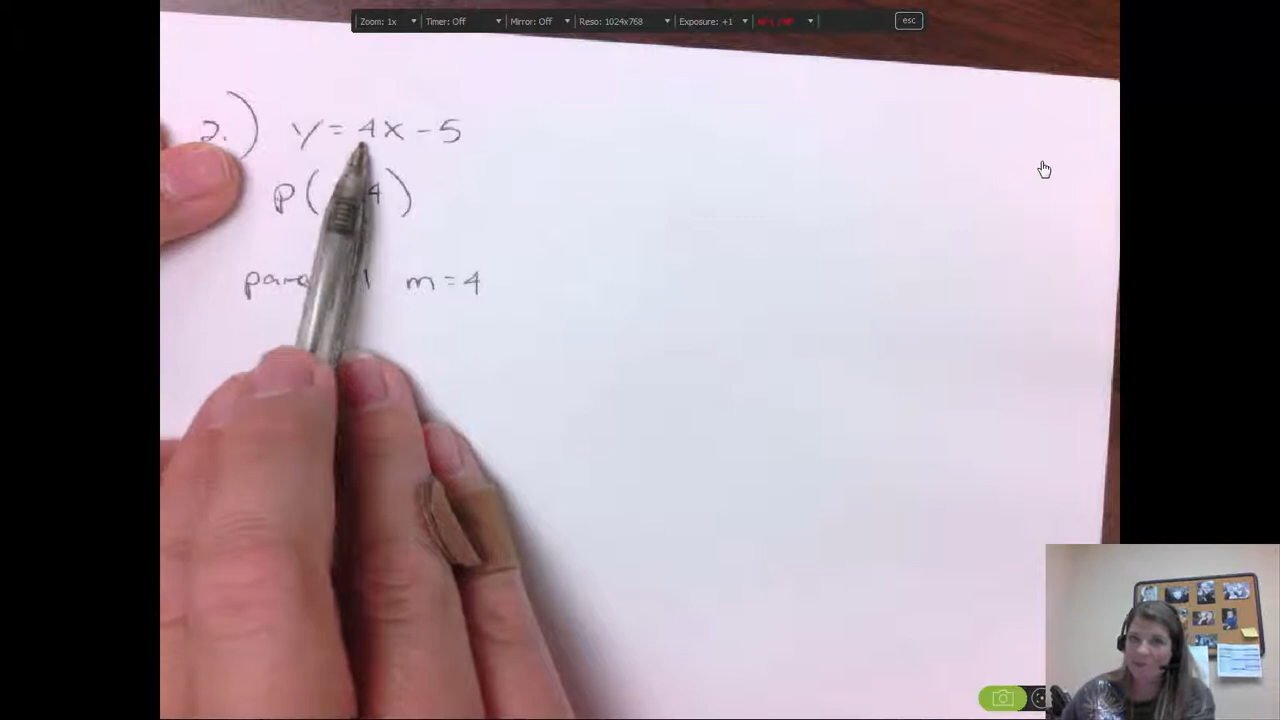 Zoom: 1x Timer: Off Mirror: Off Reso: 1024x768 Exposure: +1 esc
2.) y = 4x - 5
P( 4 )
m = 4